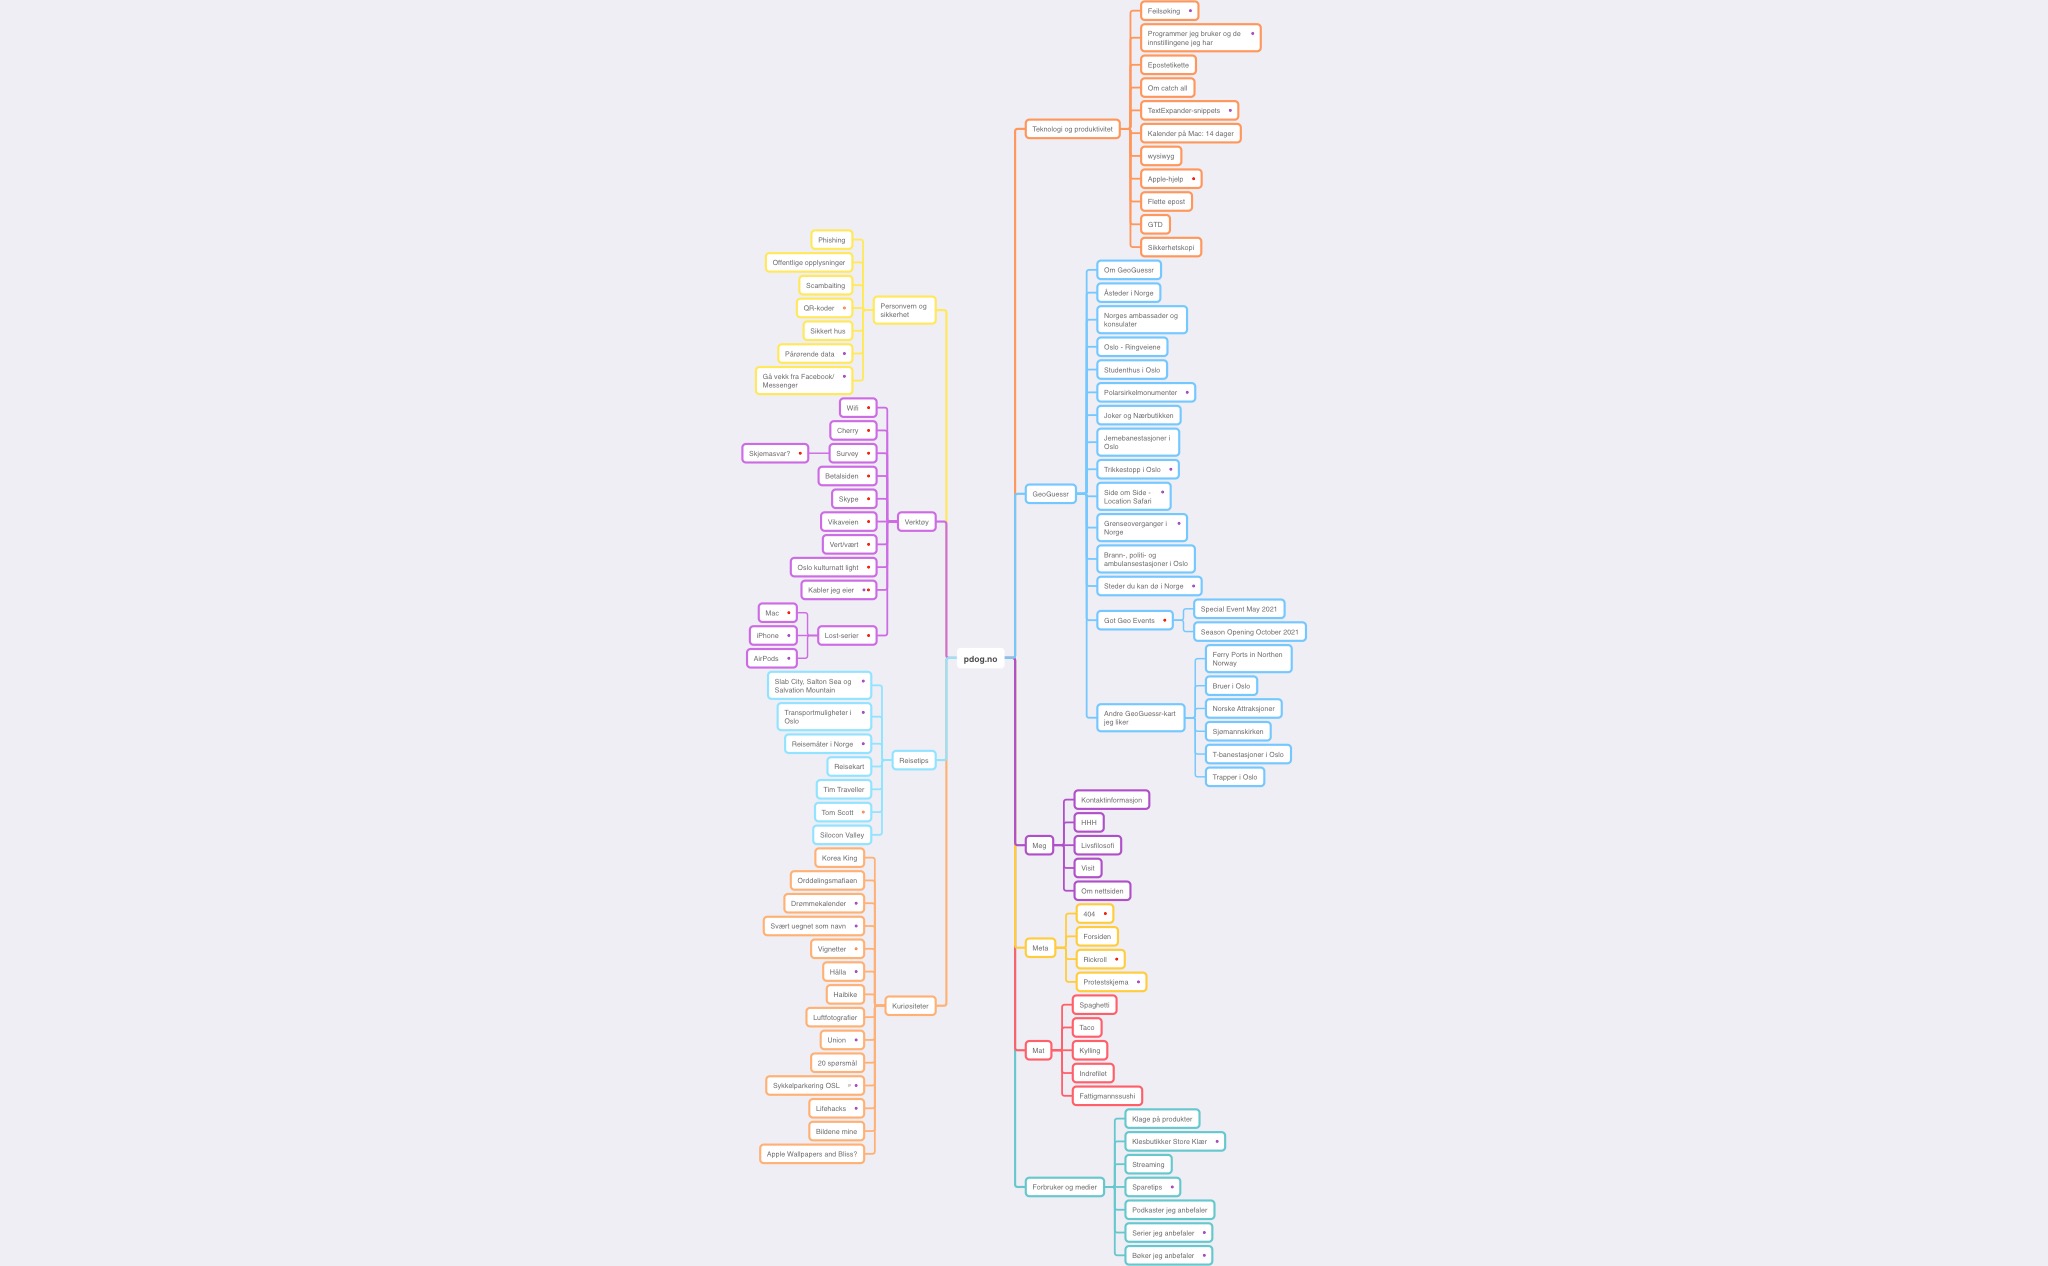 pdog.no
Teknologi og produktivitet
Feilsøking
Programmer jeg bruker og de
innstillingene jeg har
Epostetikette
Om catch all
TextExpander-snippets
Kalender på Mac: 14 dager
wysiwyg
Apple-hjelp
Flette epost
GTD
Sikkerhetskopi
GeoGuessr
Om GeoGuessr
Åsteder i Norge
Norges ambassader og
konsulater
Oslo - Ringveiene
Studenthus i Oslo
Polarsirkelmonumenter
Joker og Nærbutikken
Jernebanestasjoner i
Oslo
Trikkestopp i Oslo
Side om Side -
Location Safari
Grenseoverganger i
Norge
Brann-, politi- og
ambulansestasjoner i Oslo
Steder du kan dø i Norge
Got Geo Events
Special Event May 2021
Season Opening October 2021
Andre GeoGuessr-kart
jeg liker
Ferry Ports in Northen
Norway
Bruer i Oslo
Norske Attraksjoner
Sjømannskirken
T-banestasjoner i Oslo
Trapper i Oslo
Meg
Kontaktinformasjon
HHH
Livsfilosofi
Visit
Om nettsiden
Meta
404
Forsiden
Rickroll
Protestskjema
Mat
Spaghetti
Taco
Kylling
Indrefilet
Fattigmannssushi
Forbruker og medier
Klage på produkter
Klesbutikker Store Klær
Streaming
Sparetips
Podkaster jeg anbefaler
Serier jeg anbefaler
Bøker jeg anbefaler
Personvern og
sikkerhet
Phishing
Offentlige opplysninger
Scambaiting
QR-koder
Sikkert hus
Pårørende data
Gå vekk fra Facebook/
Messenger
Verktøy
Wifi
Cherry
Survey
Skjemasvar?
Betalsiden
Skype
Vikaveien
Vert/vært
Oslo kulturnatt light
Kabler jeg eier
Lost-serier
Mac
iPhone
AirPods
Reisetips
Slab City, Salton Sea og
Salvation Mountain
Transportmuligheter i
Oslo
Reisemåter i Norge
Reisekart
Tim Traveller
Tom Scott
Silocon Valley
Kuriositeter
Korea King
Orddelingsmafiaen
Drømmekalender
Svært uegnet som navn
Vignetter
Hälla
Haibike
Luftfotografier
Union
20 spørsmål
Sykkelparkering OSL
Lifehacks
Bildene mine
Apple Wallpapers and Bliss?